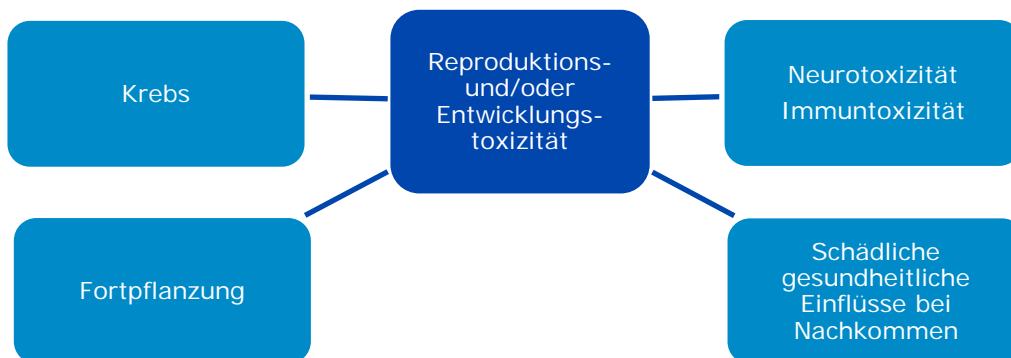 Krebs
Reproduktions-
und/oder
Entwicklungs-
toxizität
Neurotoxizität
Immuntoxizität
Fortpflanzung
Schädliche
gesundheitliche
Einflüsse bei
Nachkommen